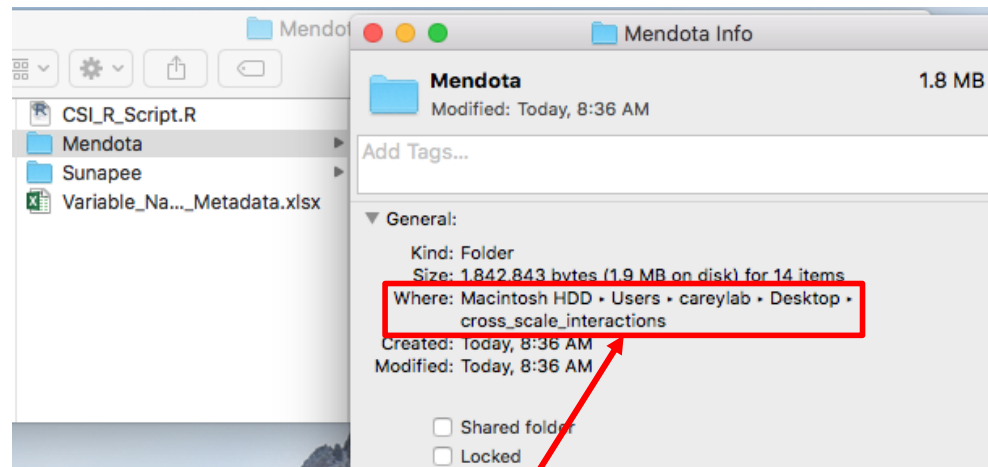 Mendot
CSI_R_Script.R
Mendota
Sunapee
Variable_Na..._Metadata.xlsx
Mendota Info
Mendota
1.8 MB
Modified: Today, 8:36 AM
Add Tags...
General:
Kind: Folder
Size: 1,842,843 bytes (1.9 MB on disk) for 14 items
Where: Macintosh HDD ‣ Users ‣ careylab ‣ Desktop ‣
cross_scale_interactions
Created: Today, 8:36 AM
Modified: Today, 8:36 AM
Shared folder
Locked